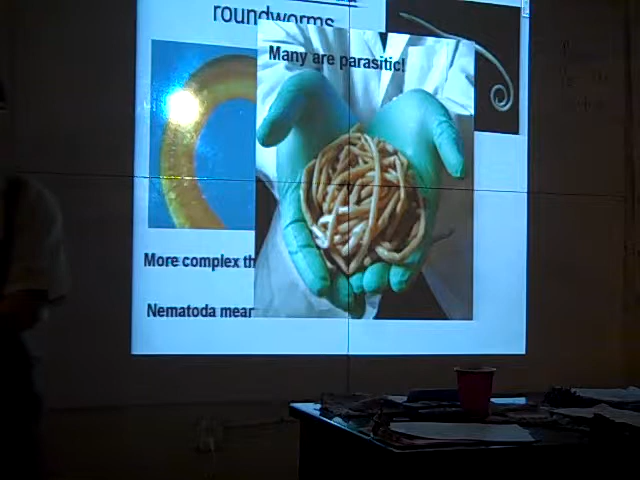 roundworms
Many are parasitic!
More complex th
Nematoda mear